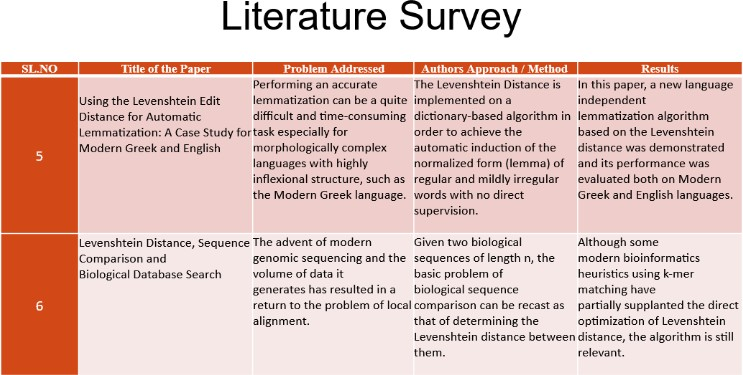 Literature Survey
SL.NO
Title of the Paper
Problem Addressed
Authors Approach / Method
Results
5
Using the Levenshtein Edit
Distance for Automatic
Lemmatization: A Case Study for
Modern Greek and English
Performing an accurate
lemmatization can be a quite
difficult and time-consuming
task especially for
morphologically complex
languages with highly
inflexional structure, such as
the Modern Greek language.
The Levenshtein Distance is
implemented on a
dictionary-based algorithm in
order to achieve the
automatic induction of the
normalized form (lemma) of
regular and mildly irregular
words with no direct
supervision.
In this paper, a new language
independent
lemmatization algorithm
based on the Levenshtein
distance was demonstrated
and its performance was
evaluated both on Modern
Greek and English languages.
6
Levenshtein Distance, Sequence
Comparison and
Biological Database Search
The advent of modern
genomic sequencing and the
volume of data it
generates has resulted in a
return to the problem of local
alignment.
Given two biological
sequences of length n, the
basic problem of
biological sequence
comparison can be recast as
that of determining the
Levenshtein distance between
them.
Although some
modern bioinformatics
heuristics using k-mer
matching have
partially supplanted the direct
optimization of Levenshtein
distance, the algorithm is still
relevant.